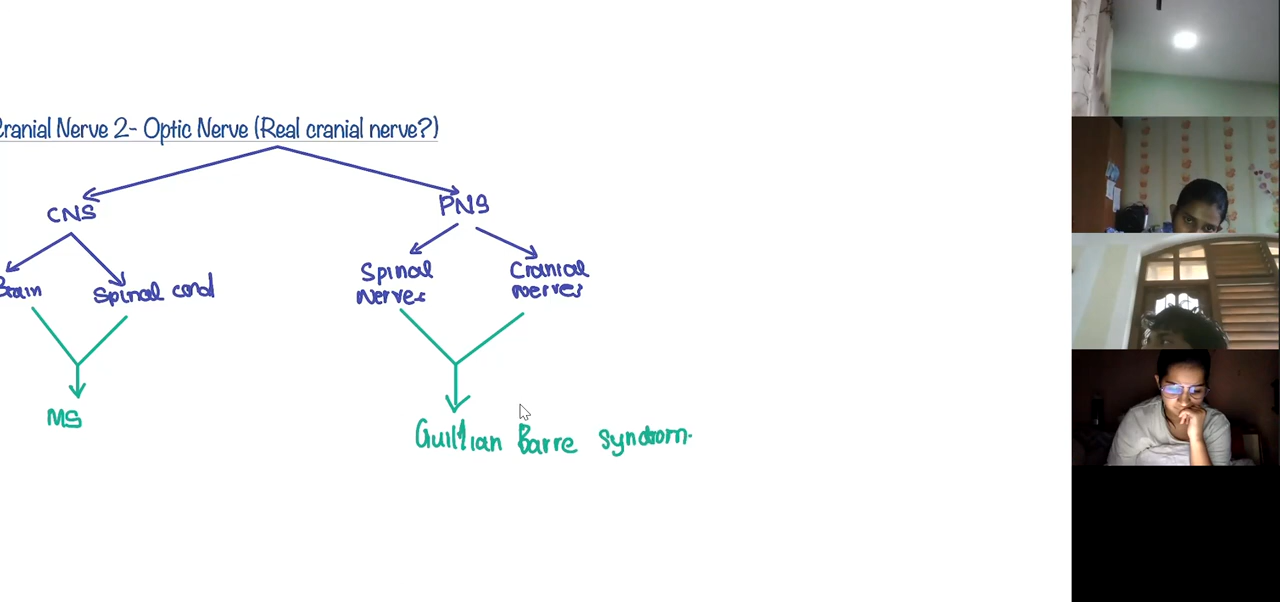 Cranial Nerve 2- Optic Nerve (Real cranial nerve?)
CNS
PNS
Brain
Spinal cord
Spinal
Nerves
Cranial
nerves
MS
Guillian Barre syndrom.